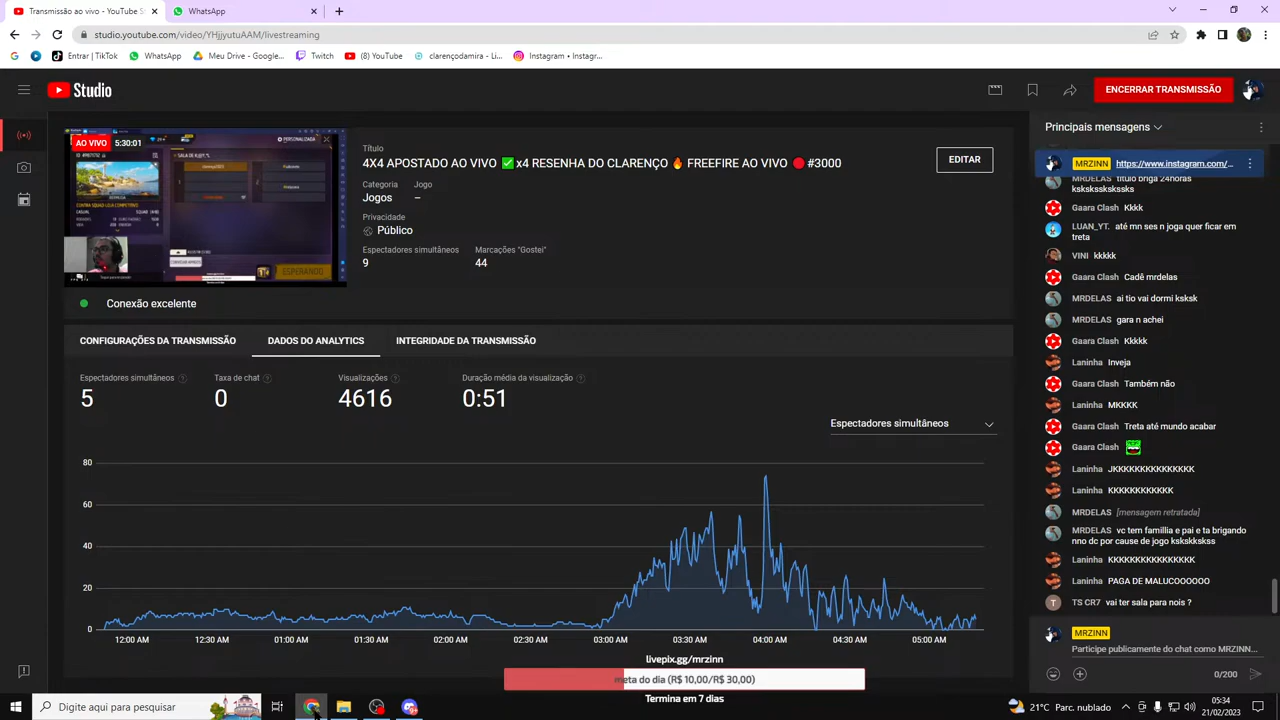 Transmissão ao vivo - YouTube S
WhatsApp
studio.youtube.com/video/YHjjyutuAAM/livestreaming
Entrar | TikTok
WhatsApp
Meu Drive - Google...
Twitch
(8) YouTube
clarençodamira - L...
Instagram • Instagr...
Studio
ENCERRAR TRANSMISSÃO
AO VIVO
5:30:01
PERSONALIZADA
ESPERANDO
Título
4X4 APOSTADO AO VIVO ✅ x4 RESENHA DO CLARENÇO 🔥 FREEFIRE AO VIVO 🔴 #3000
EDITAR
Categoria
Jogo
Jogos
–
Privacidade
Público
Espectadores simultâneos
Marcações "Gostei"
9
44
Conexão excelente
CONFIGURAÇÕES DA TRANSMISSÃO
DADOS DO ANALYTICS
INTEGRIDADE DA TRANSMISSÃO
Espectadores simultâneos
Taxa de chat
Visualizações
Duração média da visualização
5
0
4616
0:51
Espectadores simultâneos
80
60
40
20
0
12:00 AM
12:30 AM
01:00 AM
01:30 AM
02:00 AM
02:30 AM
03:00 AM
03:30 AM
04:00 AM
04:30 AM
05:00 AM
livepix.gg/mrzinn
meta do dia (R$ 10,00/R$ 30,00)
Termina em 7 dias
Principais mensagens
MRZINN https://www.instagram.com/...
MRDELAS titulo briga 24horas
ksksskssksksks
Gaara Clash Kkkk
LUAN_YT. até mn ses n joga quer ficar em
treta
VINI kkkkk
Gaara Clash Cadê mrdelas
MRDELAS ai tio vai dormi ksksk
MRDELAS gara n achei
Gaara Clash Kkkkk
Laninha Inveja
Gaara Clash Também não
Laninha MKKKK
Gaara Clash Treta até mundo acabar
Gaara Clash
Laninha JKKKKKKKKKKKKKK
Laninha KKKKKKKKKKK
MRDELAS [mensagem retratada]
MRDELAS vc tem famillia e pai e ta brigando
nno dc por cause de jogo kskskkskss
Laninha KKKKKKKKKKKKKKK
Laninha PAGA DE MALUCOOOOOO
TS CR7 vai ter sala para nois ?
MRZINN
Participe publicamente do chat como MRZINN...
0/200
Digite aqui para pesquisar
21°C Parc. nublado
05:34
21/02/2023